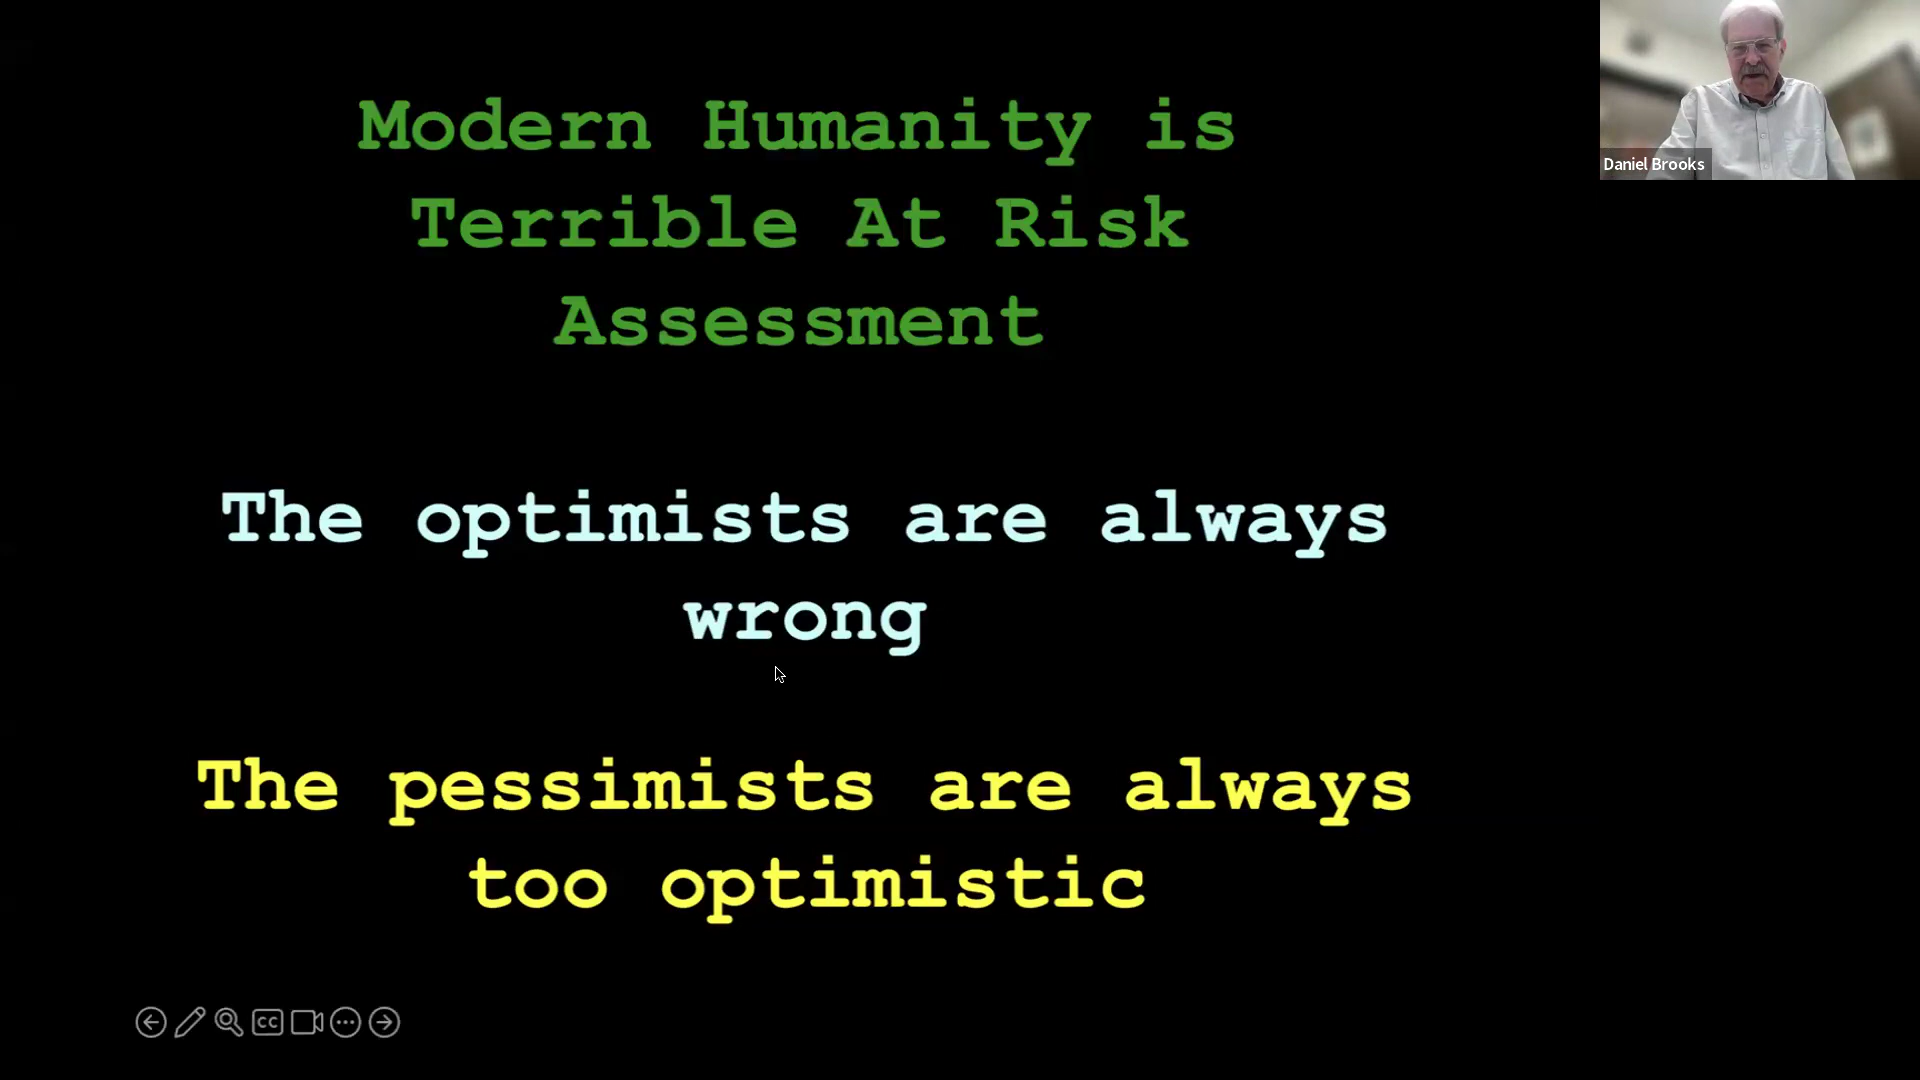 Modern Humanity is
Terrible At Risk
Assessment
The optimists are always
wrong
The pessimists are always
too optimistic
Daniel Brooks
CC